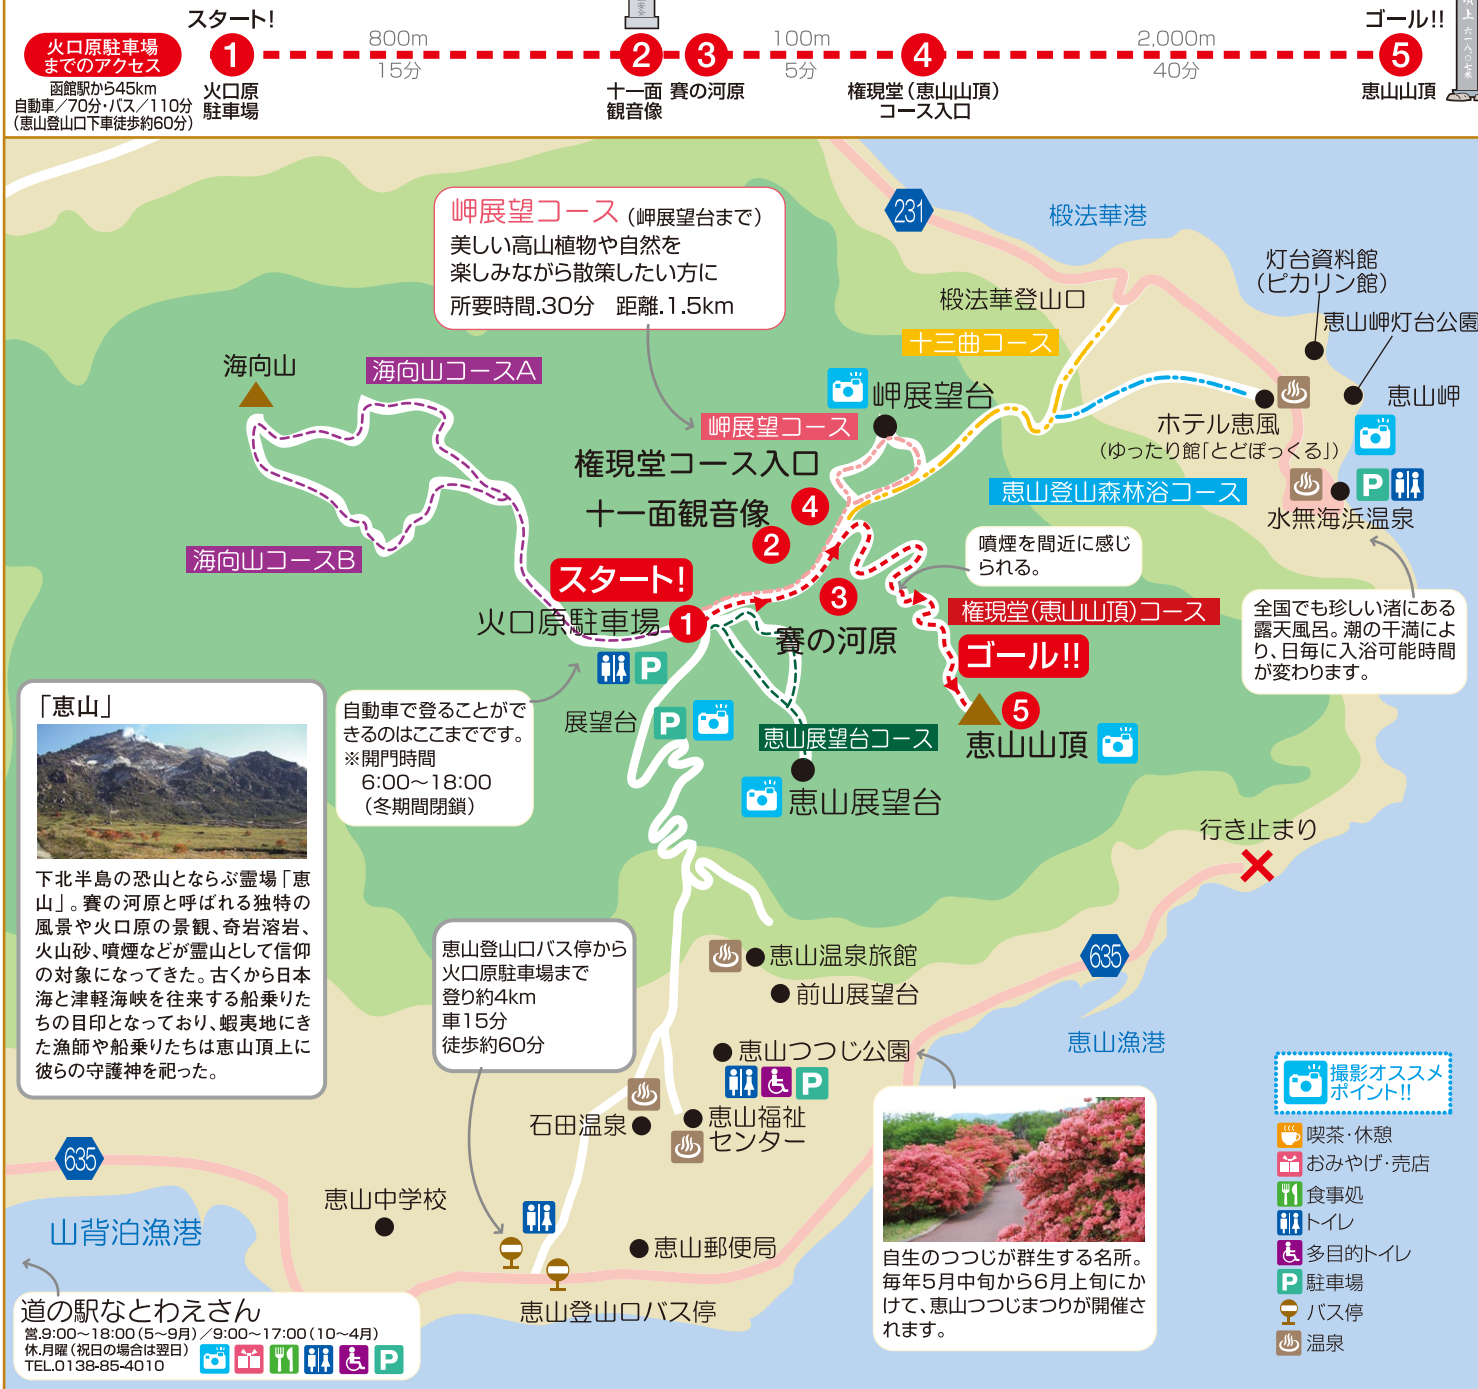 スタート!
ゴール!!
火口原駐車場
までのアクセス
函館駅から45km
自動車／70分・バス／110分
(恵山登山口下車徒歩約60分)
1
火口原
駐車場
800m
15分
2
十一面
観音像
3
賽の河原
100m
5分
4
権現堂(恵山山頂)
コース入口
2,000m
40分
5
恵山山頂
岬展望コース (岬展望台まで)
美しい高山植物や自然を
楽しみながら散策したい方に
所要時間.30分 距離.1.5km
231
椴法華港
灯台資料館
(ピカリン館)
椴法華登山口
恵山岬灯台公園
十三曲コース
海向山
海向山コースA
岬展望台
恵山岬
岬展望コース
ホテル恵風
(ゆったり館「とどぽっくる」)
権現堂コース入口
4
恵山登山森林浴コース
P
十一面観音像
2
水無海浜温泉
海向山コースB
噴煙を間近に感じ
られる。
スタート!
火口原駐車場
1
3
賽の河原
権現堂(恵山山頂)コース
ゴール!!
全国でも珍しい渚にある
露天風呂。潮の干満によ
り、日毎に入浴可能時間
が変わります。
P
5
恵山山頂
自動車で登ることがで
きるのはここまでです。
※開門時間
6:00〜18:00
(冬期間閉鎖)
展望台
P
恵山展望台コース
恵山展望台
「恵山」
下北半島の恐山とならぶ霊場「恵
山」。賽の河原と呼ばれる独特の
風景や火口原の景観、奇岩溶岩、
火山砂、噴煙などが霊山として信仰
の対象になってきた。古くから日本
海と津軽海峡を往来する船乗りた
ちの目印となっており、蝦夷地にき
た漁師や船乗りたちは恵山頂上に
彼らの守護神を祀った。
行き止まり
恵山登山口バス停から
火口原駐車場まで
登り約4km
車15分
徒歩約60分
恵山温泉旅館
635
前山展望台
恵山漁港
恵山つつじ公園
P
石田温泉
恵山福祉
センター
撮影オススメ
ポイント!!
喫茶・休憩
おみやげ・売店
食事処
トイレ
多目的トイレ
P
駐車場
バス停
温泉
635
恵山中学校
山背泊漁港
恵山郵便局
自生のつつじが群生する名所。
毎年5月中旬から6月上旬にか
けて、恵山つつじまつりが開催さ
れます。
恵山登山口バス停
道の駅なとわえさん
営.9:00〜18:00(5〜9月)／9:00〜17:00(10〜4月)
休.月曜(祝日の場合は翌日)
TEL.0138-85-4010
P